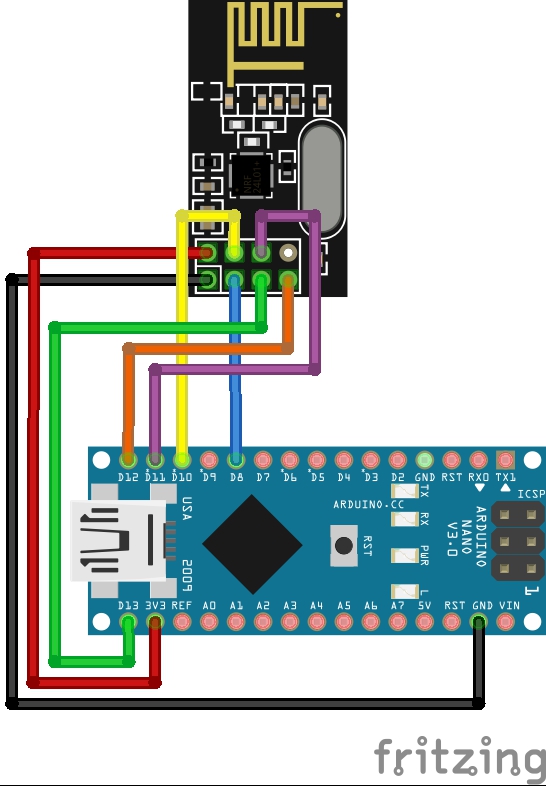 NRF
24L01+
D12 D11 D10 D9 D8 D7 D6 D5 D4 D3 D2 GND RST RX0 TX1
TX
ICSP
ARDUINO.CC
RX
USA
RST
ARDUINO
NANO
V3.0
PWR
2009
L
1
D13 3V3 REF A0 A1 A2 A3 A4 A5 A6 A7 5V RST GND VIN
fritzing